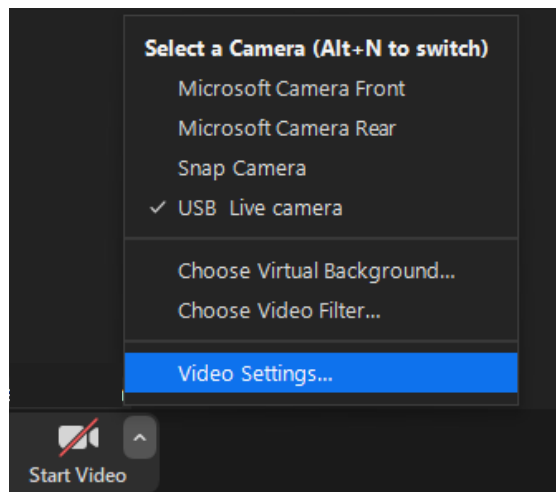 Select a Camera (Alt+N to switch)
Microsoft Camera Front
Microsoft Camera Rear
Snap Camera
USB  Live camera
Choose Virtual Background...
Choose Video Filter...
Video Settings...
Start Video